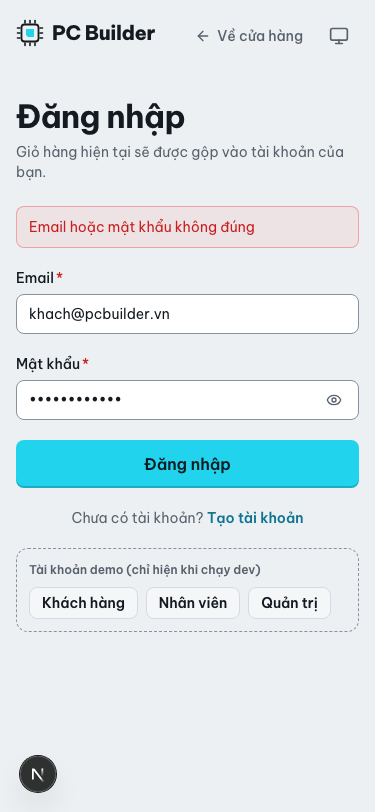 PC Builder
Về cửa hàng
Đăng nhập
Giỏ hàng hiện tại sẽ được gộp vào tài khoản của
bạn.
Email hoặc mật khẩu không đúng
Email *
khach@pcbuilder.vn
Mật khẩu *
••••••••••••
Đăng nhập
Chưa có tài khoản? Tạo tài khoản
Tài khoản demo (chỉ hiện khi chạy dev)
Khách hàng
Nhân viên
Quản trị
N